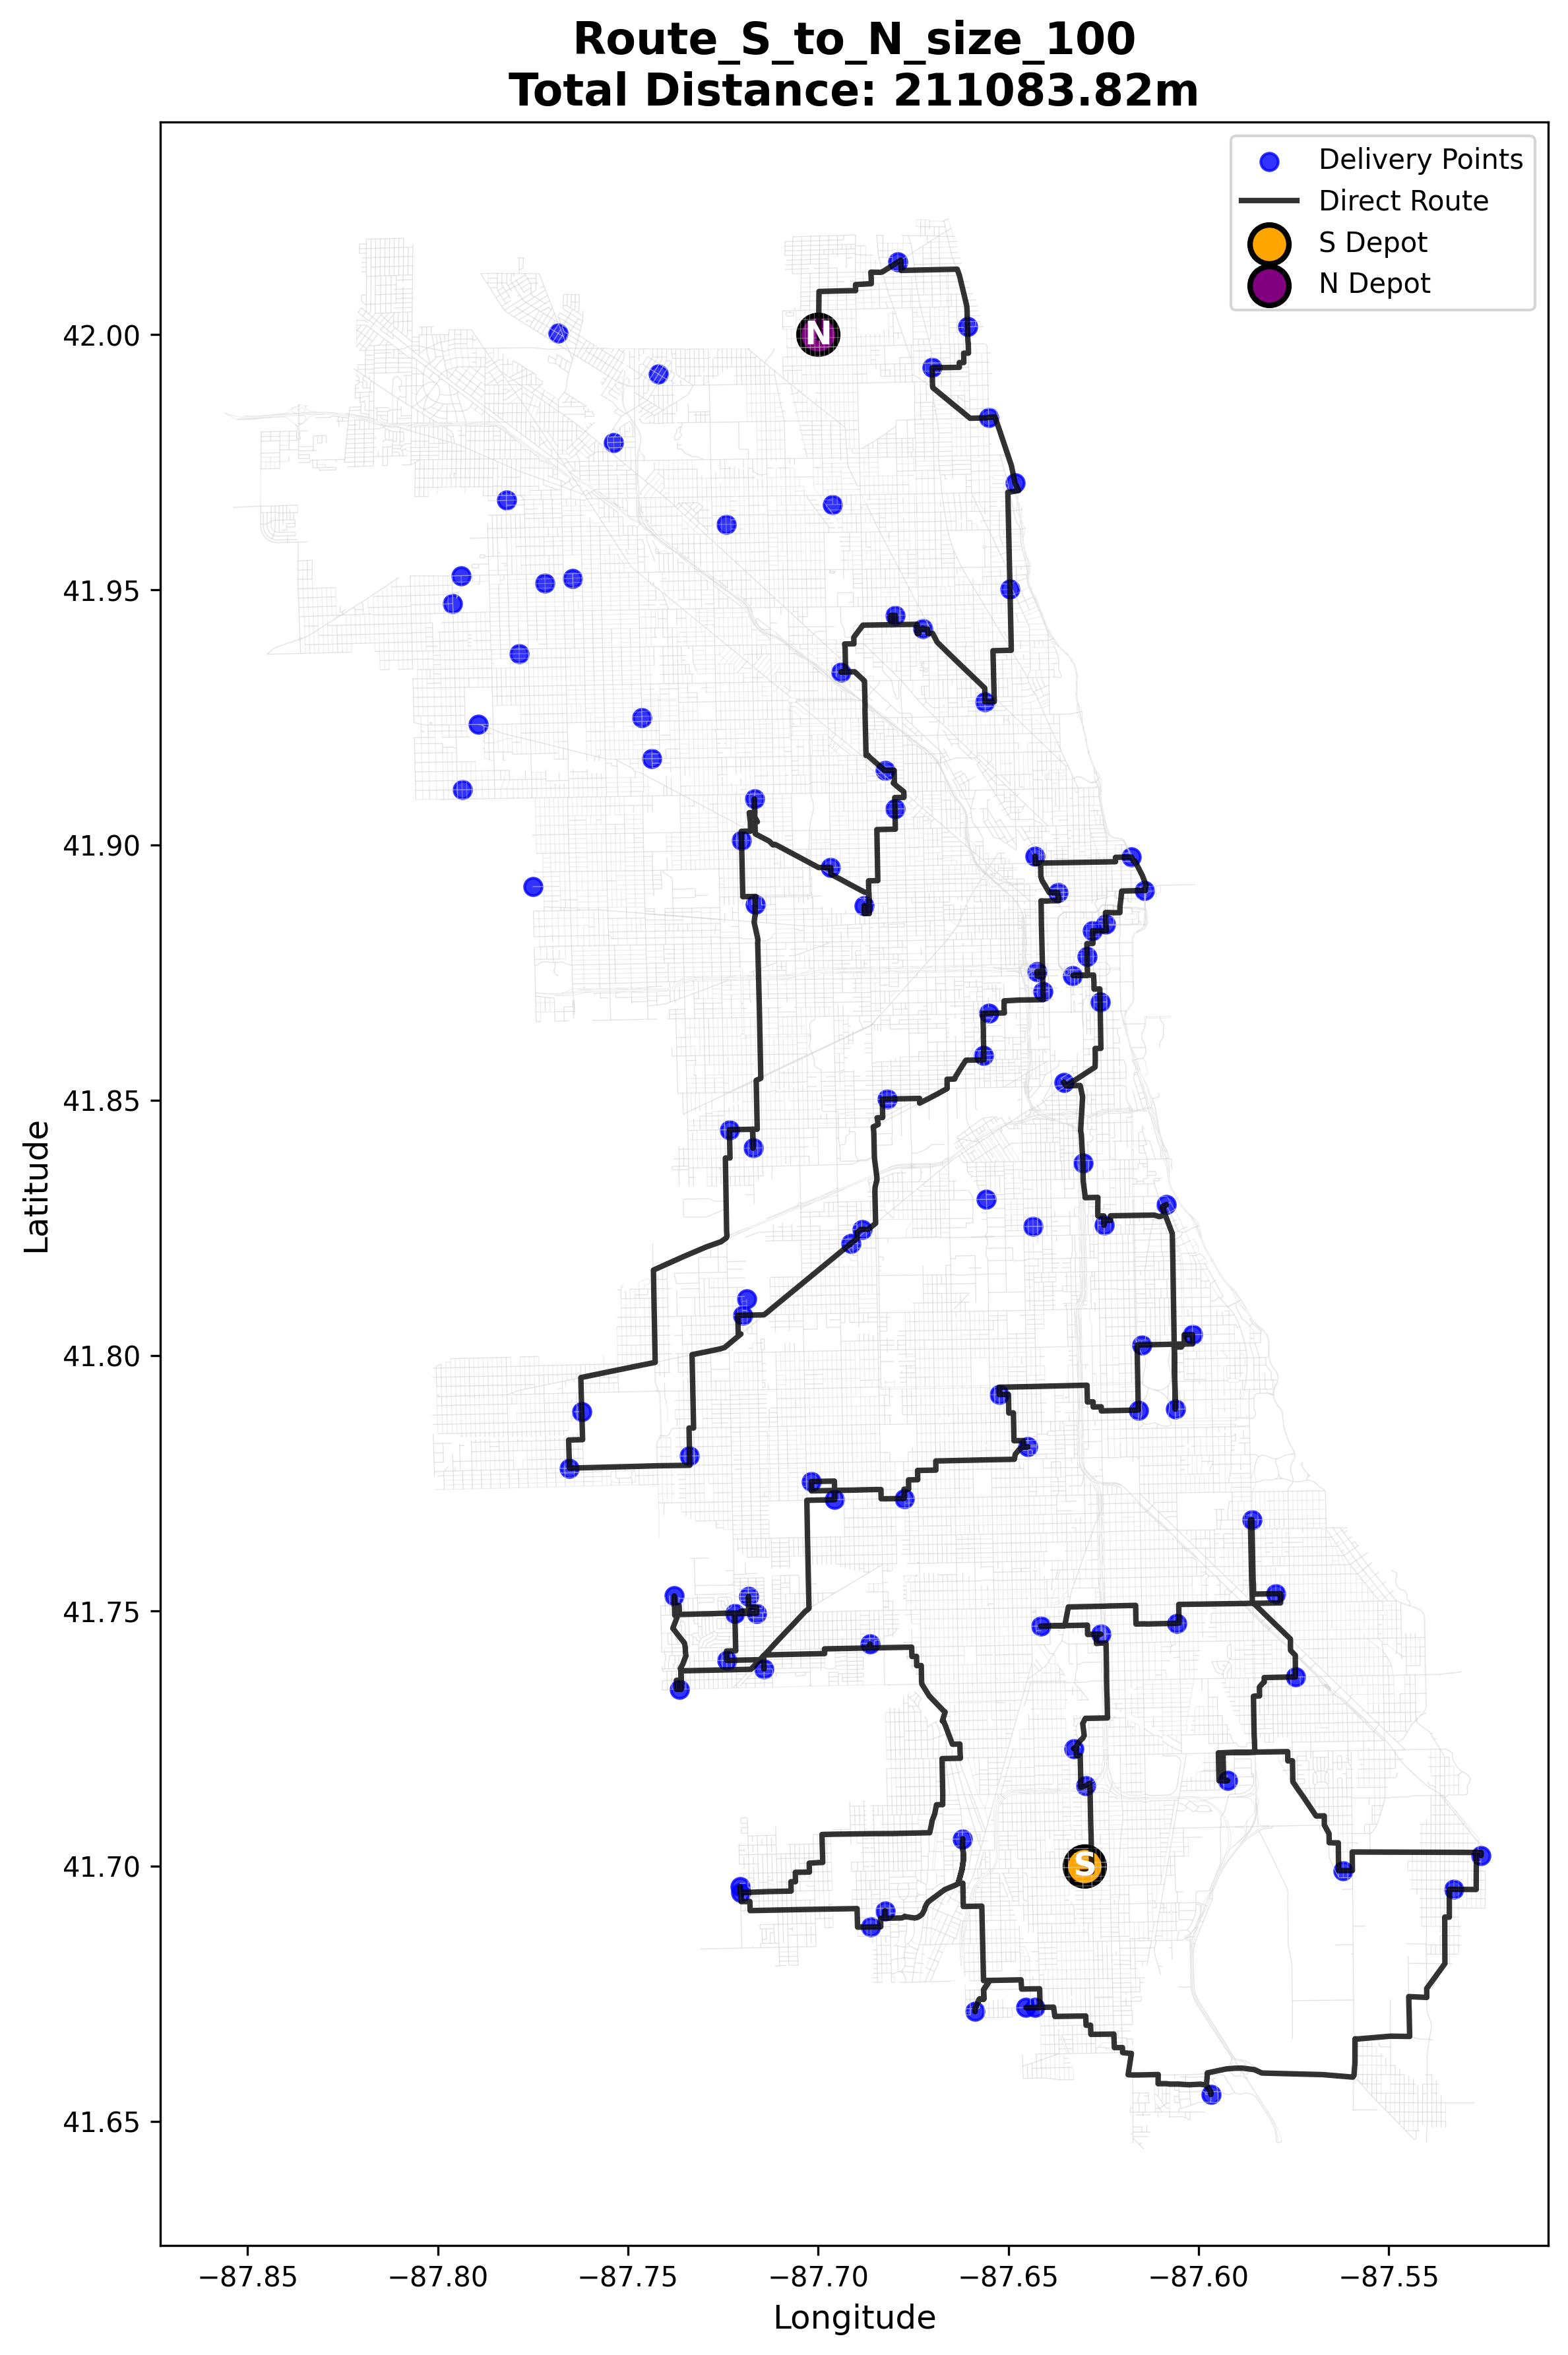 Route_S_to_N_size_100
Total Distance: 211083.82m
Delivery Points
Direct Route
S Depot
N Depot
N
S
Latitude
42.00
41.95
41.90
41.85
41.80
41.75
41.70
41.65
−87.85
−87.80
−87.75
−87.70
−87.65
−87.60
−87.55
Longitude